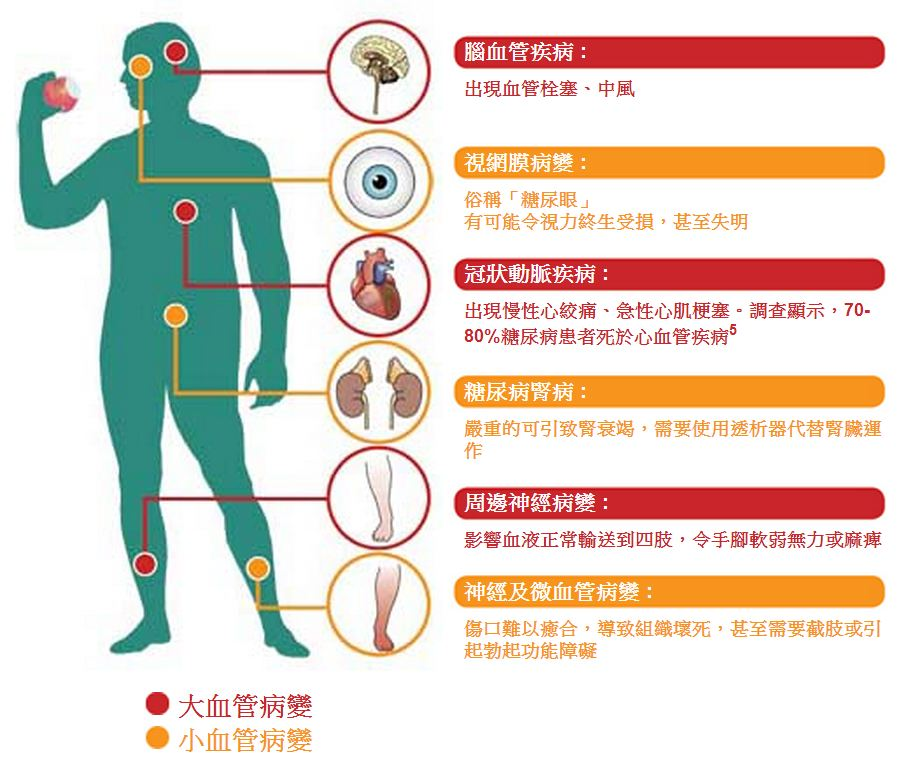 腦血管疾病：
出現血管栓塞、中風
視網膜病變：
俗稱「糖尿眼」
有可能令視力終生受損，甚至失明
冠狀動脈疾病：
出現慢性心絞痛、急性心肌梗塞。調查顯示，70-
80%糖尿病患者死於心血管疾病5
糖尿病腎病：
嚴重的可引致腎衰竭，需要使用透析器代替腎臟運
作
周邊神經病變：
影響血液正常輸送到四肢，令手腳軟弱無力或麻痺
神經及微血管病變：
傷口難以癒合，導致組織壞死，甚至需要截肢或引
起勃起功能障礙
大血管病變
小血管病變